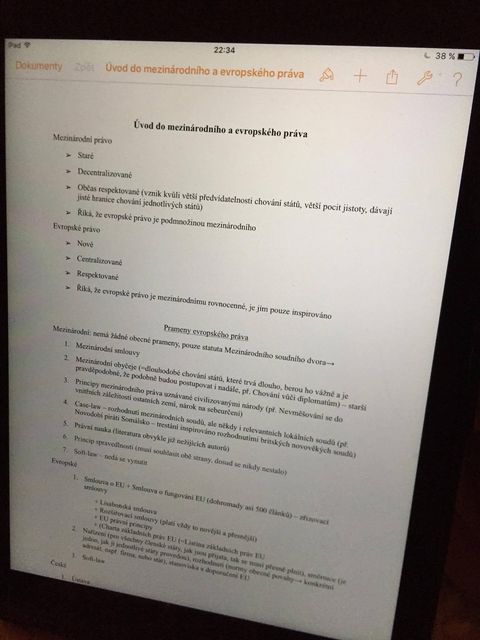 iPad
22:34
38 %
Dokumenty Zpět Úvod do mezinárodního a evropského práva
Úvod do mezinárodního a evropského práva
Mezinárodní právo
➢ Staré
➢ Decentralizované
➢ Občas respektované (vznik kvůli větší předvídatelnosti chování států, větší pocit jistoty, dávají
jisté hranice chování jednotlivých států)
➢ Říká, že evropské právo je podmnožinou mezinárodního
Evropské právo
➢ Nové
➢ Centralizované
➢ Respektované
➢ Říká, že evropské právo je mezinárodnímu rovnocenné, je jím pouze inspirováno
Prameny evropského práva
Mezinárodní: nemá žádné obecné prameny, pouze statuta Mezinárodního soudního dvora→
1. Mezinárodní smlouvy
2. Mezinárodní obyčeje (=dlouhodobé chování států, které trvá dlouho, berou ho vážně a je
pravděpodobné, že podobně budou postupovat i nadále, př. Chování vůči diplomatům) – starší
3. Principy mezinárodního práva uznávané civilizovanými národy (př. Nevměšování se do
vnitřních záležitostí ostatních zemí, nárok na sebeurčení)
4. Case-law – rozhodnutí mezinárodních soudů, ale někdy i relevantních lokálních soudů (př.
Novodobí piráti Somálsko – trestání inspirováno rozhodnutími britských novověkých soudů)
5. Právní nauka (literatura obvykle již nežijících autorů)
6. Princip spravedlnosti (musí souhlasit obě strany, dosud se nikdy nestalo)
7. Soft-law – nedá se vynutit
Evropské
1. Smlouva o EU + Smlouva o fungování EU (dohromady asi 500 článků) – zřizovací
smlouvy
+ Lisabonská smlouva
+ Rozšiřovací smlouvy (platí vždy to novější a přesnější)
+ EU právní principy
+ (Charta základních práv EU (=Listina základních práv EU
2. Nařízení (pro všechny členské státy, jak jsou přijata, tak se musí přesně plnit), směrnice (je
jedno, jak ji jednotlivé státy provedou), rozhodnutí (normy obecné povahy→ konkrétní
adresát, např. firma, nebo stát), stanoviska a doporučení EU
3. Soft-law
České
1. Ústava